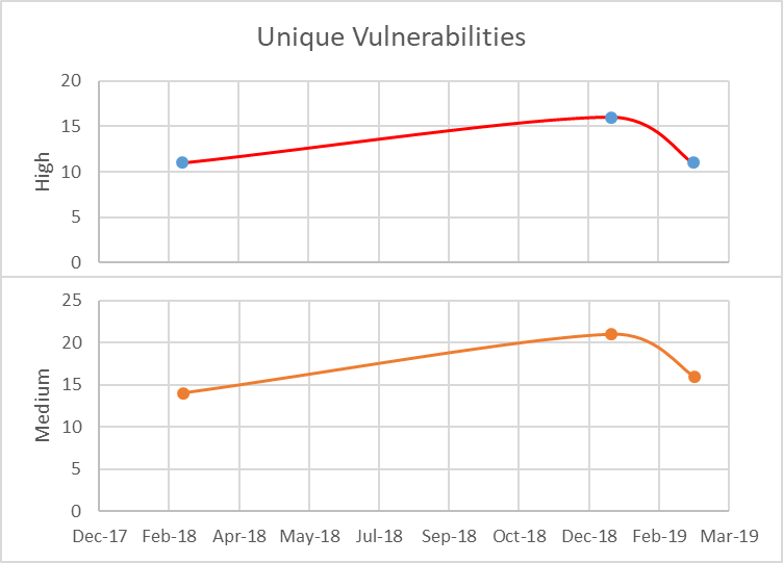 Unique Vulnerabilities
20
15
10
5
0
High
25
20
15
10
5
0
Medium
Dec-17 Feb-18 Apr-18 May-18 Jul-18 Sep-18 Oct-18 Dec-18 Feb-19 Mar-19